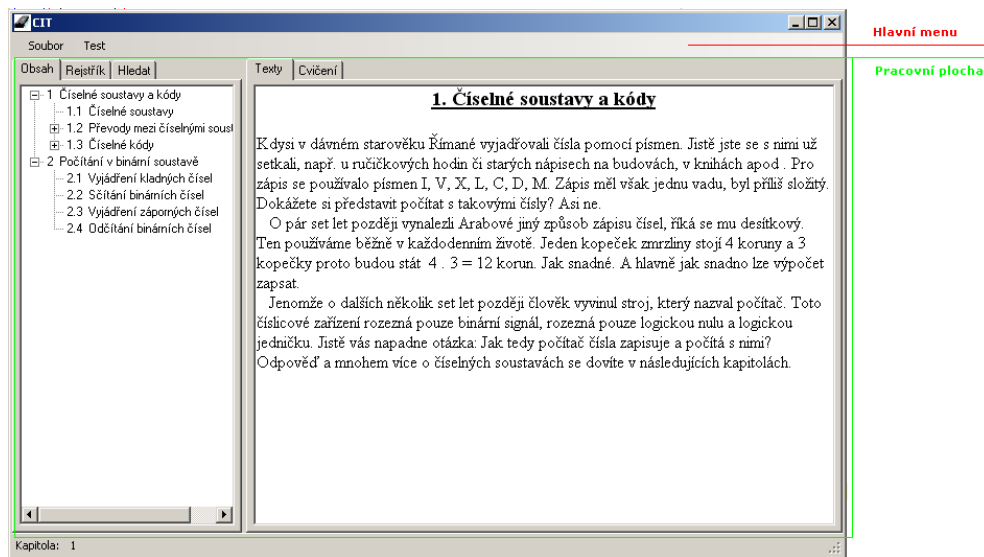 CIT
Hlavní menu
Soubor Test
Pracovní plocha
Obsah Rejstřík Hledat
Texty Cvičení
1 Číselné soustavy a kódy
1.1 Číselné soustavy
1.2 Převody mezi číselnými soust
1.3 Číselné kódy
2 Počítání v binární soustavě
2.1 Vyjádření kladných čísel
2.2 Sčítání binárních čísel
2.3 Vyjádření záporných čísel
2.4 Odčítání binárních čísel
1. Číselné soustavy a kódy
Kdysi v dávném starověku Římané vyjadřovali čísla pomocí písmen. Jistě jste se s nimi už
setkali, např. u ručičkových hodin či starých nápisech na budovách, v knihách apod . Pro
zápis se používalo písmen I, V, X, L, C, D, M. Zápis měl však jednu vadu, byl příliš složitý.
Dokážete si představit počítat s takovými čísly? Asi ne.
O pár set let později vynalezli Arabové jiný způsob zápisu čísel, říká se mu desítkový.
Ten používáme běžně v každodenním životě. Jeden kopeček zmrzliny stojí 4 koruny a 3
kopečky proto budou stát 4 . 3 = 12 korun. Jak snadné. A hlavně jak snadno lze výpočet
zapsat.
Jenomže o dalších několik set let později člověk vyvinul stroj, který nazval počítač. Toto
číslicové zařízení rozezná pouze binární signál, rozezná pouze logickou nulu a logickou
jedničku. Jistě vás napadne otázka: Jak tedy počítač čísla zapisuje a počítá s nimi?
Odpověď a mnohem více o číselných soustavách se dovíte v následujících kapitolách.
Kapitola: 1